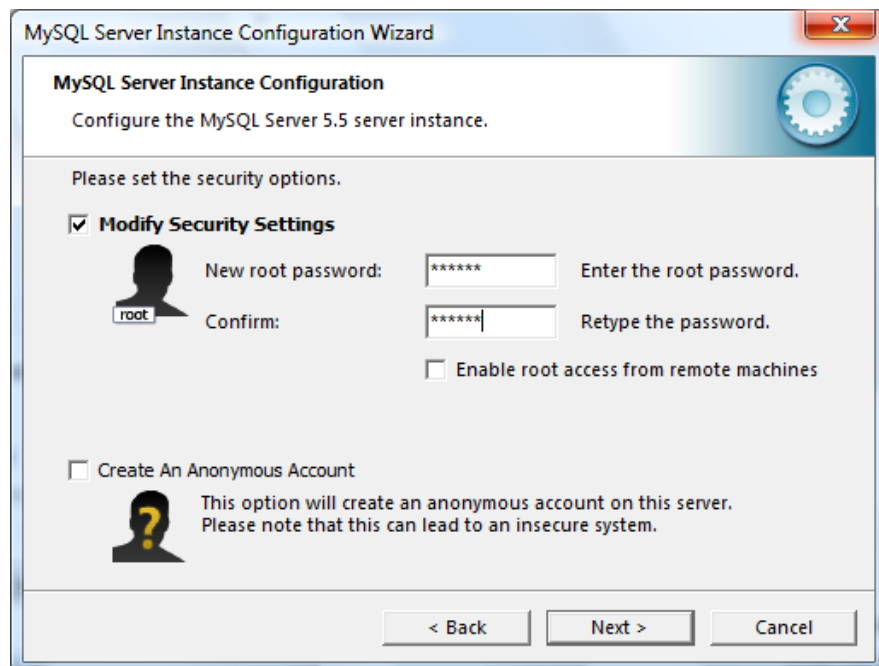 MySQL Server Instance Configuration Wizard
X
MySQL Server Instance Configuration
Configure the MySQL Server 5.5 server instance.
Please set the security options.
Modify Security Settings
New root password: ****** Enter the root password.
root
Confirm: ****** Retype the password.
Enable root access from remote machines
Create An Anonymous Account
?
This option will create an anonymous account on this server.
Please note that this can lead to an insecure system.
< Back Next > Cancel